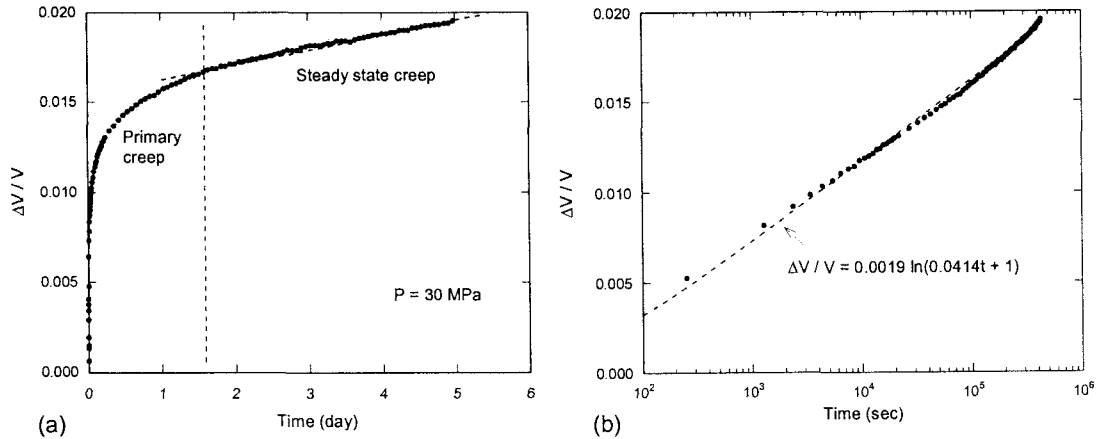 0.020
0.015
0.010
0.005
0.000
ΔV / V
Primary
creep
Steady state creep
P = 30 MPa
0 1 2 3 4 5 6
Time (day)
(a)
0.020
0.015
0.010
0.005
0.000
ΔV / V
ΔV / V = 0.0019 ln(0.0414t + 1)
10² 10³ 10⁴ 10⁵ 10⁶
Time (sec)
(b)